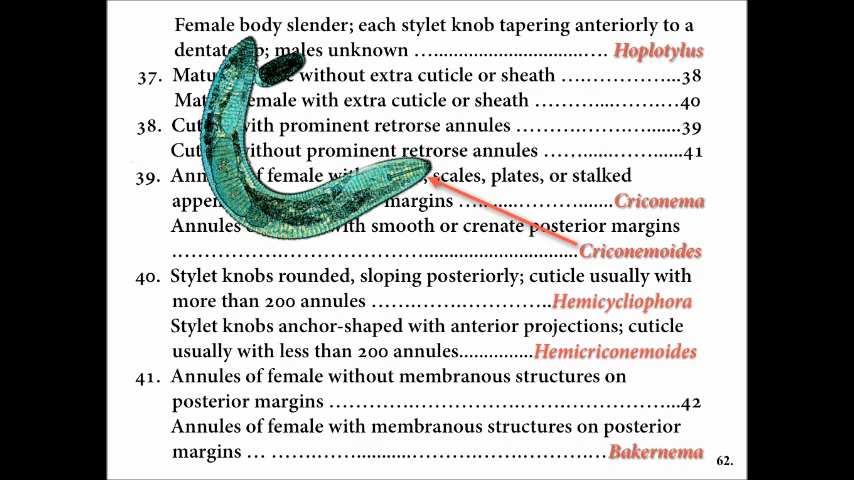 Female body slender; each stylet knob tapering anteriorly to a
dentate; males unknown ….............................…. Hoplotylus
37. without extra cuticle or sheath ….………...38
with extra cuticle or sheath ………...…………40
38. with prominent retrorse annules ……………….......39
without prominent retrorse annules …….......…….......41
39. of female scales, plates, or stalked
margins …......………....... Criconema
Annules with smooth or crenate posterior margins
…………………………............................. Criconemoides
40. Stylet knobs rounded, sloping posteriorly; cuticle usually with
more than 200 annules …………………………. Hemicycliophora
Stylet knobs anchor-shaped with anterior projections; cuticle
usually with less than 200 annules.............. Hemicriconemoides
41. Annules of female without membranous structures on
posterior margins …………………………………………...42
Annules of female with membranous structures on posterior
margins … ……..……...........…………………… Bakernema
62.